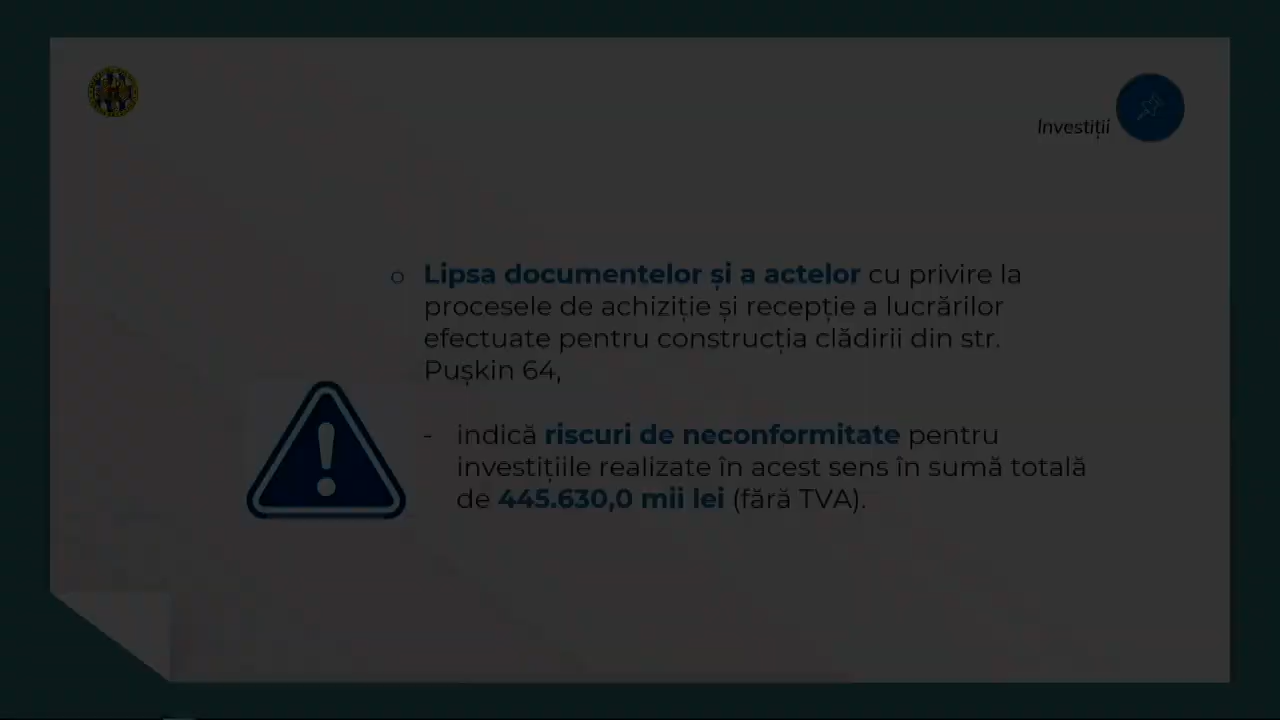 Investiții
o Lipsa documentelor și a actelor cu privire la
procesele de achiziție și recepție a lucrărilor
efectuate pentru construcția clădirii din str.
Pușkin 64,
- indică riscuri de neconformitate pentru
investițiile realizate în acest sens în sumă totală
de 445.630,0 mii lei (fără TVA).